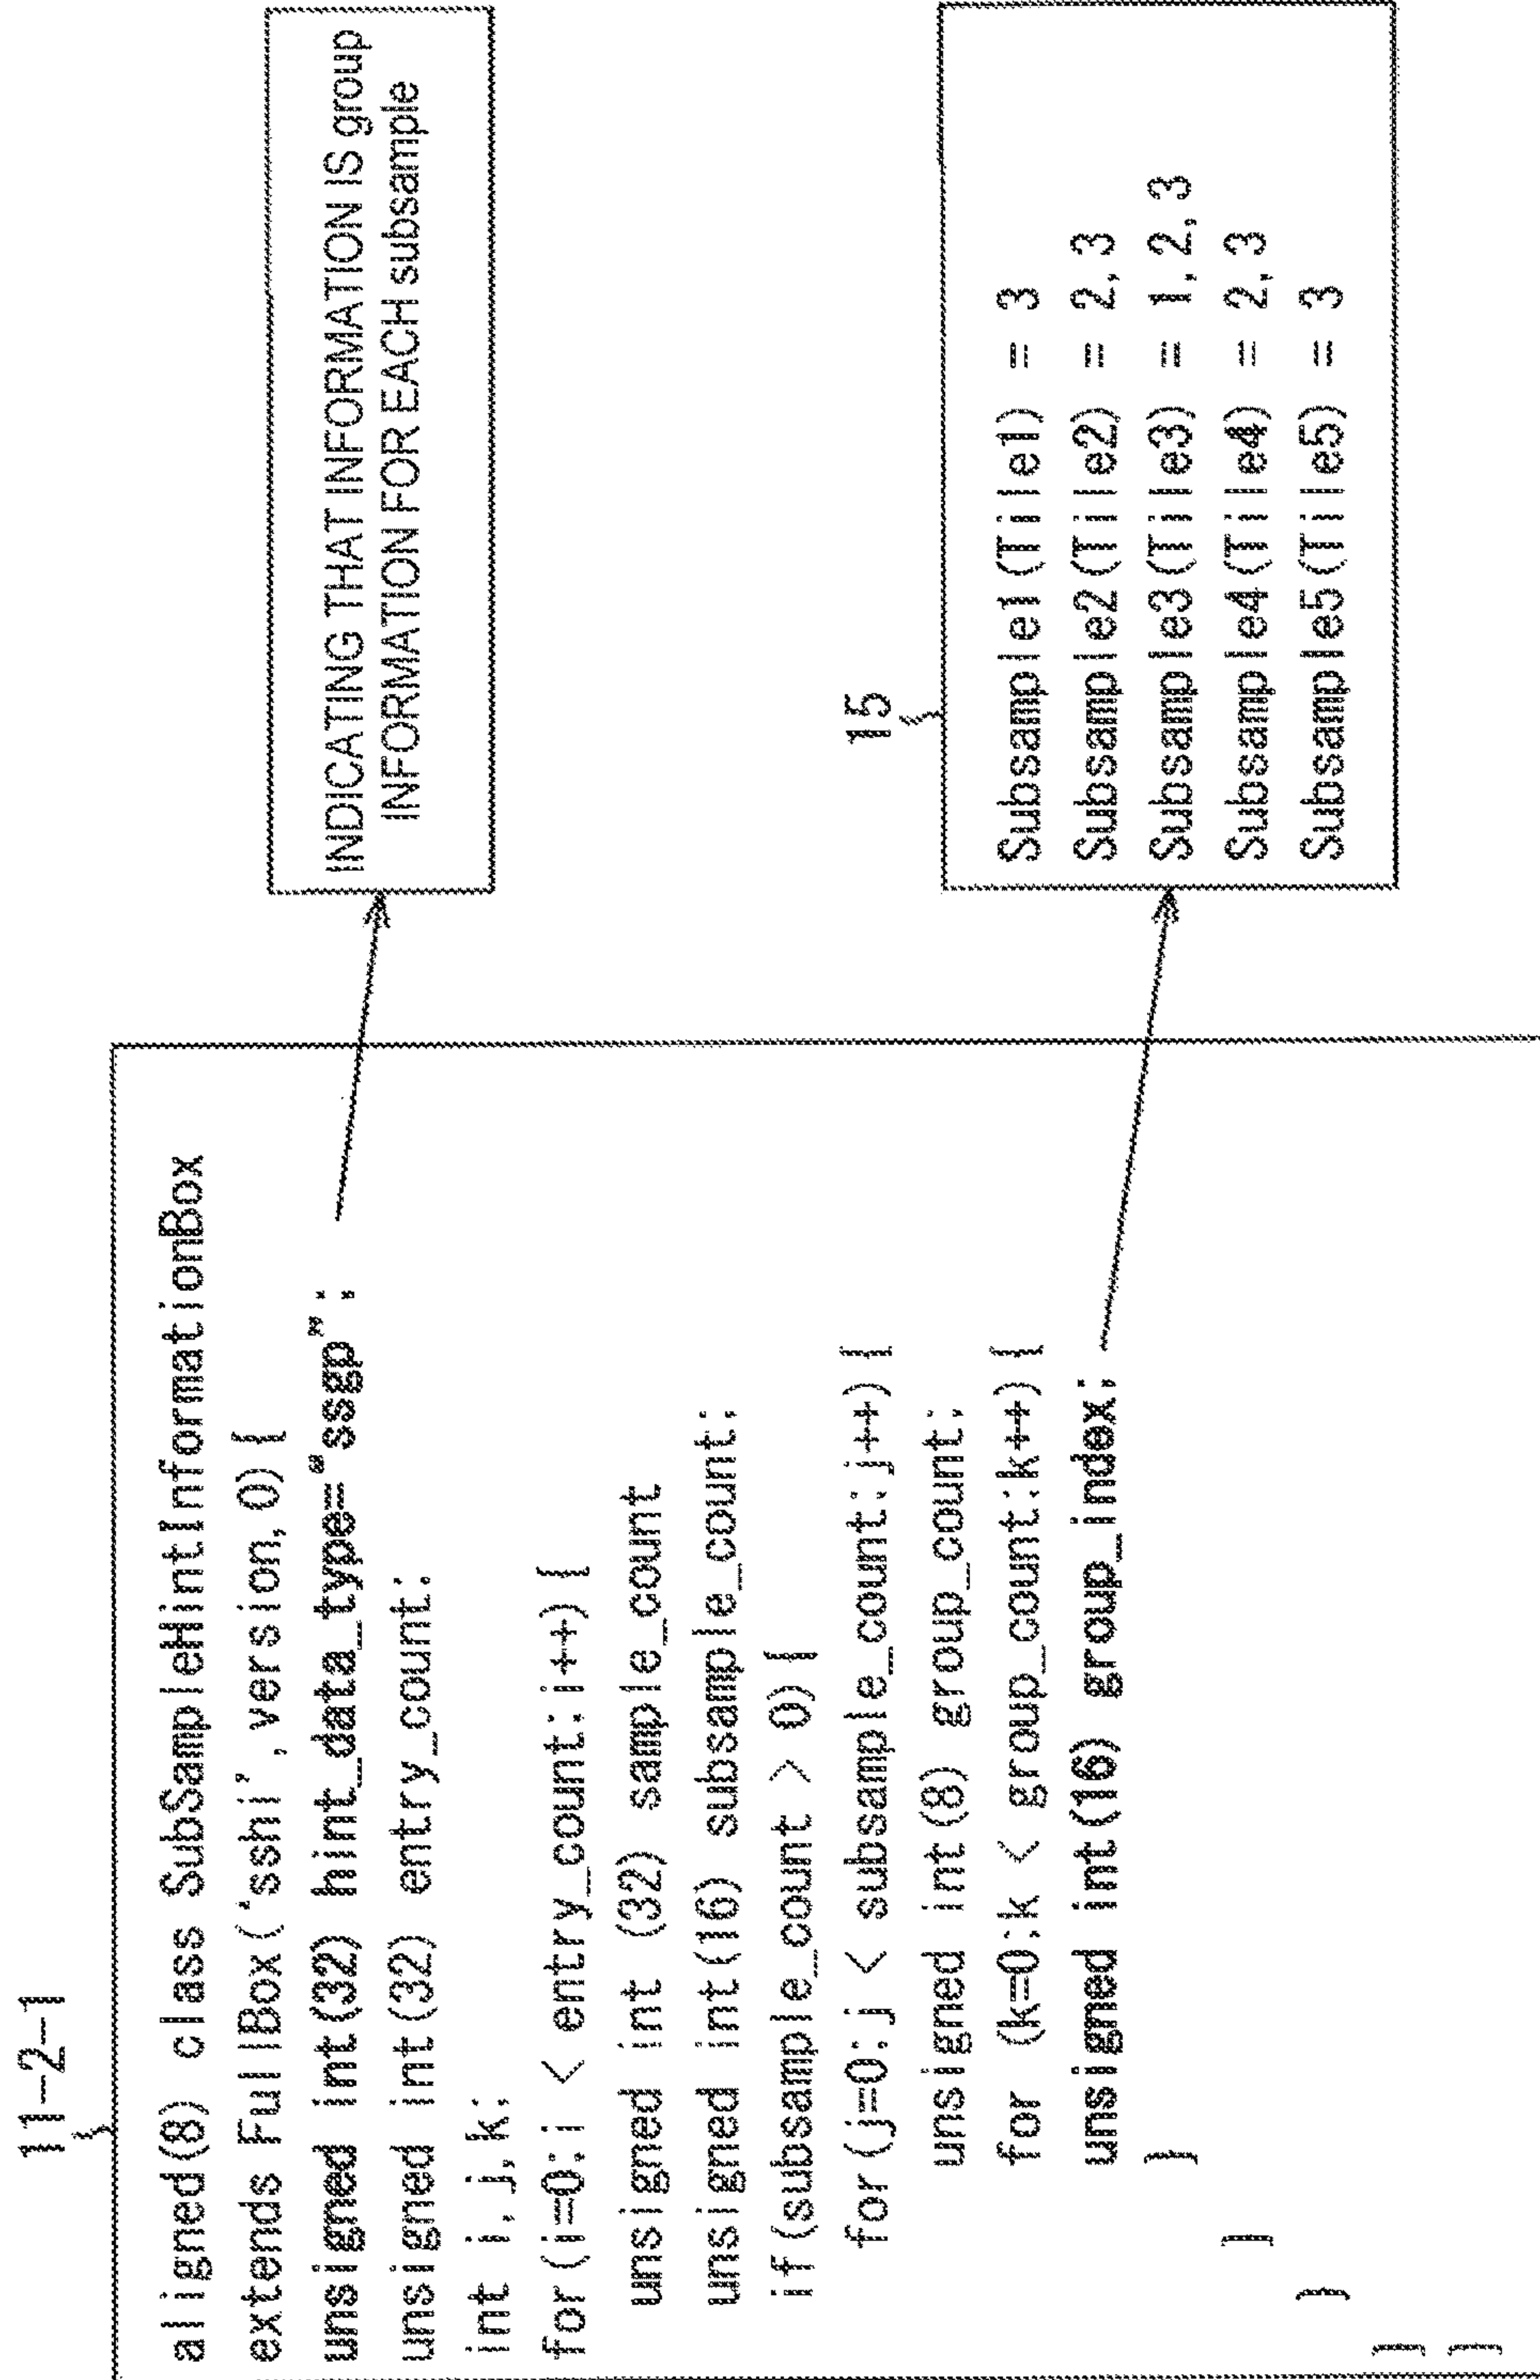 11-2-1
aligned(8) class SubSampleHintInformationBox
extends FullBox('sshi',version,0){
unsigned int(32) hint_data_type="ssgp";
unsigned int(32) entry_count;
int i,j,k;
for(i=0;i < entry_count;i++){
unsigned int (32) sample_count
unsigned int(16) subsample_count;
if(subsample_count > 0){
for(j=0;j < subsample_count;j++){
unsigned int(8) group_count;
for (k=0;k < group_count;k++){
unsigned int(16) group_index;
}
}
}
}
}
INDICATING THAT INFORMATION IS group
INFORMATION FOR EACH subsample
15
Subsample1(Tile1) = 3
Subsample2(Tile2) = 2,3
Subsample3(Tile3) = 1,2,3
Subsample4(Tile4) = 2,3
Subsample5(Tile5) = 3